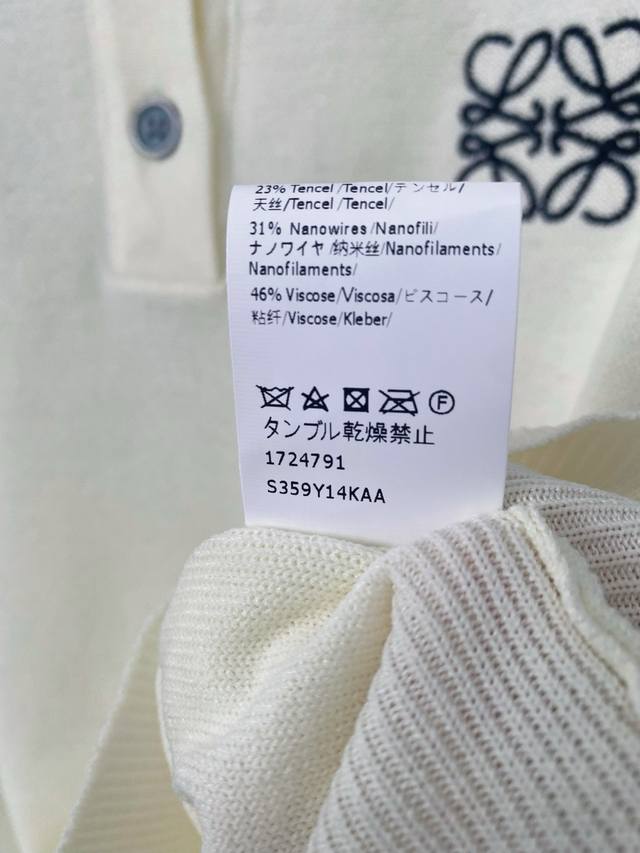 23% Tencel/Tencel/テンセル/
天丝/Tencel /Tencel/
31% Nanowires/Nanofili/
ナノワイヤ/纳米丝/Nanofilaments/
Nanofilaments/
46% Viscose/Viscosa/ビスコース/
粘纤/Viscose/Kleber/
F
タンブル乾燥禁止
1724791
S359Y14KAA